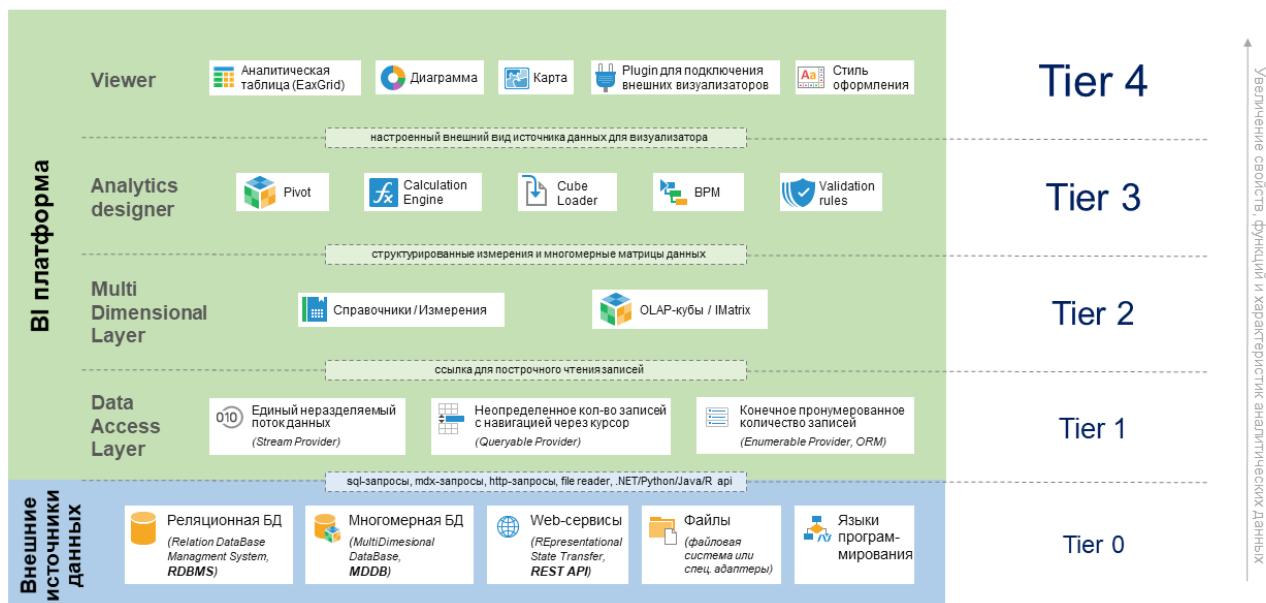 BI платформа
Viewer
Аналитическая
таблица (EaxGrid)
Диаграмма
Карта
Plugin для подключения
внешних визуализаторов
Стиль
оформления
Tier 4
настроенный внешний вид источника данных для визуализатора
Analytics
designer
Pivot
Calculation
Engine
Cube
Loader
BPM
Validation
rules
Tier 3
структурированные измерения и многомерные матрицы данных
Multi
Dimensional
Layer
Справочники / Измерения
OLAP-кубы / IMatrix
Tier 2
ссылка для построчного чтения записей
Data
Access
Layer
010
Единый неразделяемый
поток данных
(Stream Provider)
Неопределенное кол-во записей
с навигацией через курсор
(Queryable Provider)
Конечное пронумерованное
количество записей
(Enumerable Provider, ORM)
Tier 1
sql-запросы, mdx-запросы, http-запросы, file reader, .NET/Python/Java/R api
Внешние
источники
данных
Реляционная БД
(Relation DataBase
Managment System,
RDBMS)
Многомерная БД
(MultiDimesional
DataBase,
MDDB)
Web-сервисы
(REpresentational
State Transfer,
REST API)
Файлы
(файловая
система или
спец. адаптеры)
Языки
програм-
мирования
Tier 0
Увеличение свойств, функций и характеристик аналитических данных